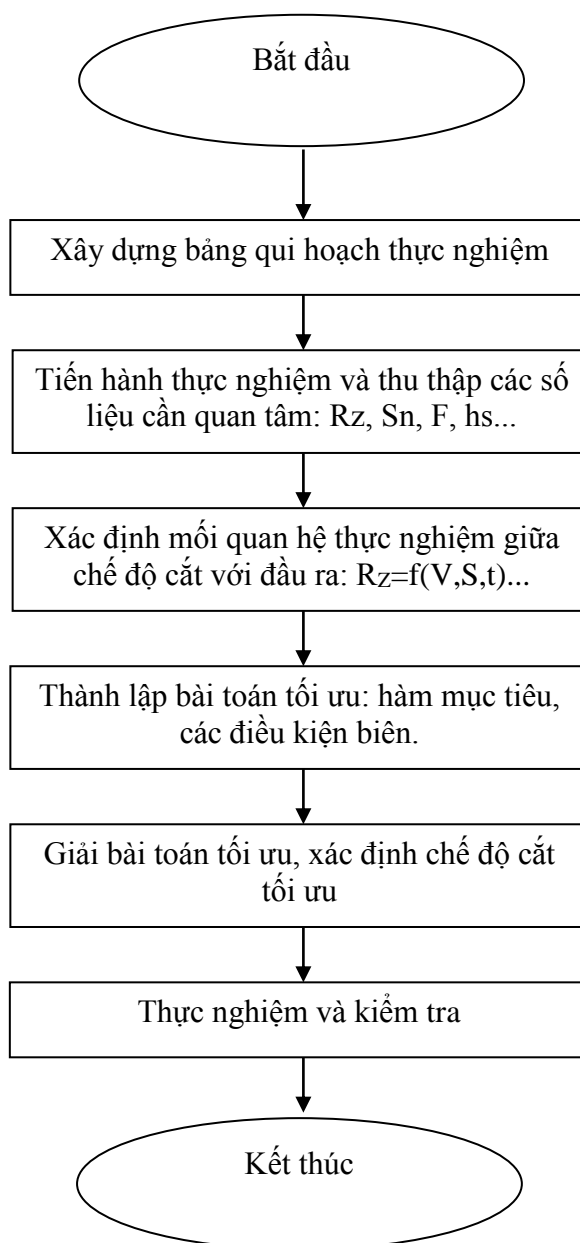 Bắt đầu
Xây dựng bảng qui hoạch thực nghiệm
Tiến hành thực nghiệm và thu thập các số
liệu cần quan tâm: Rz, Sn, F, hs...
Xác định mối quan hệ thực nghiệm giữa
chế độ cắt với đầu ra: Rz=f(V,S,t)...
Thành lập bài toán tối ưu: hàm mục tiêu,
các điều kiện biên.
Giải bài toán tối ưu, xác định chế độ cắt
tối ưu
Thực nghiệm và kiểm tra
Kết thúc